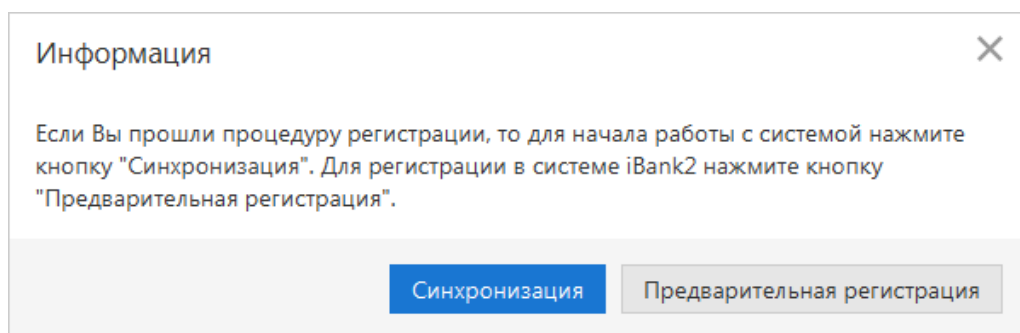 Информация
Если Вы прошли процедуру регистрации, то для начала работы с системой нажмите
кнопку "Синхронизация". Для регистрации в системе iBank2 нажмите кнопку
"Предварительная регистрация".
Синхронизация Предварительная регистрация